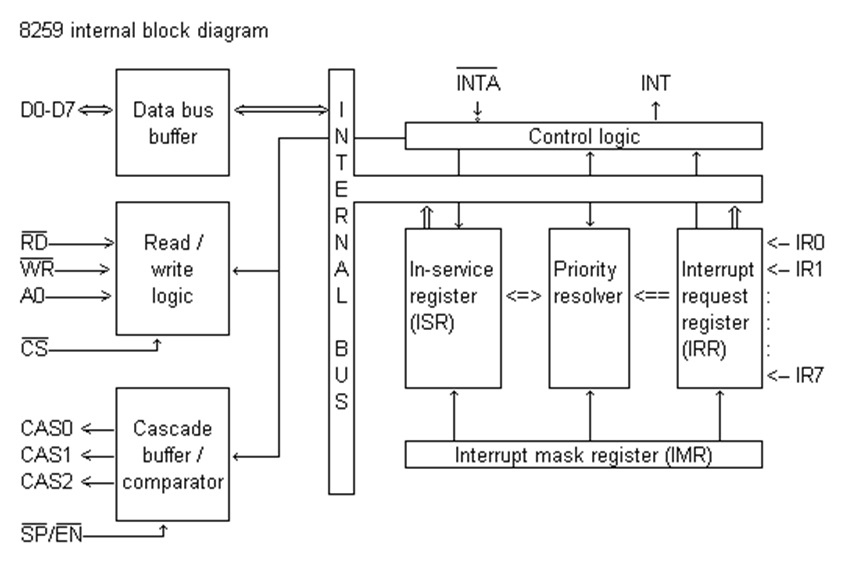 8259 internal block diagram
D0-D7
Data bus
buffer
RD
WR
A0
CS
Read /
write
logic
CAS0
CAS1
CAS2
SP/EN
Cascade
buffer /
comparator
INTERNAL BUS
INTA
INT
Control logic
In-service
register
(ISR)
<=>
Priority
resolver
<==
Interrupt
request
register
(IRR)
<– IR0
<– IR1
:
:
:
<– IR7
Interrupt mask register (IMR)